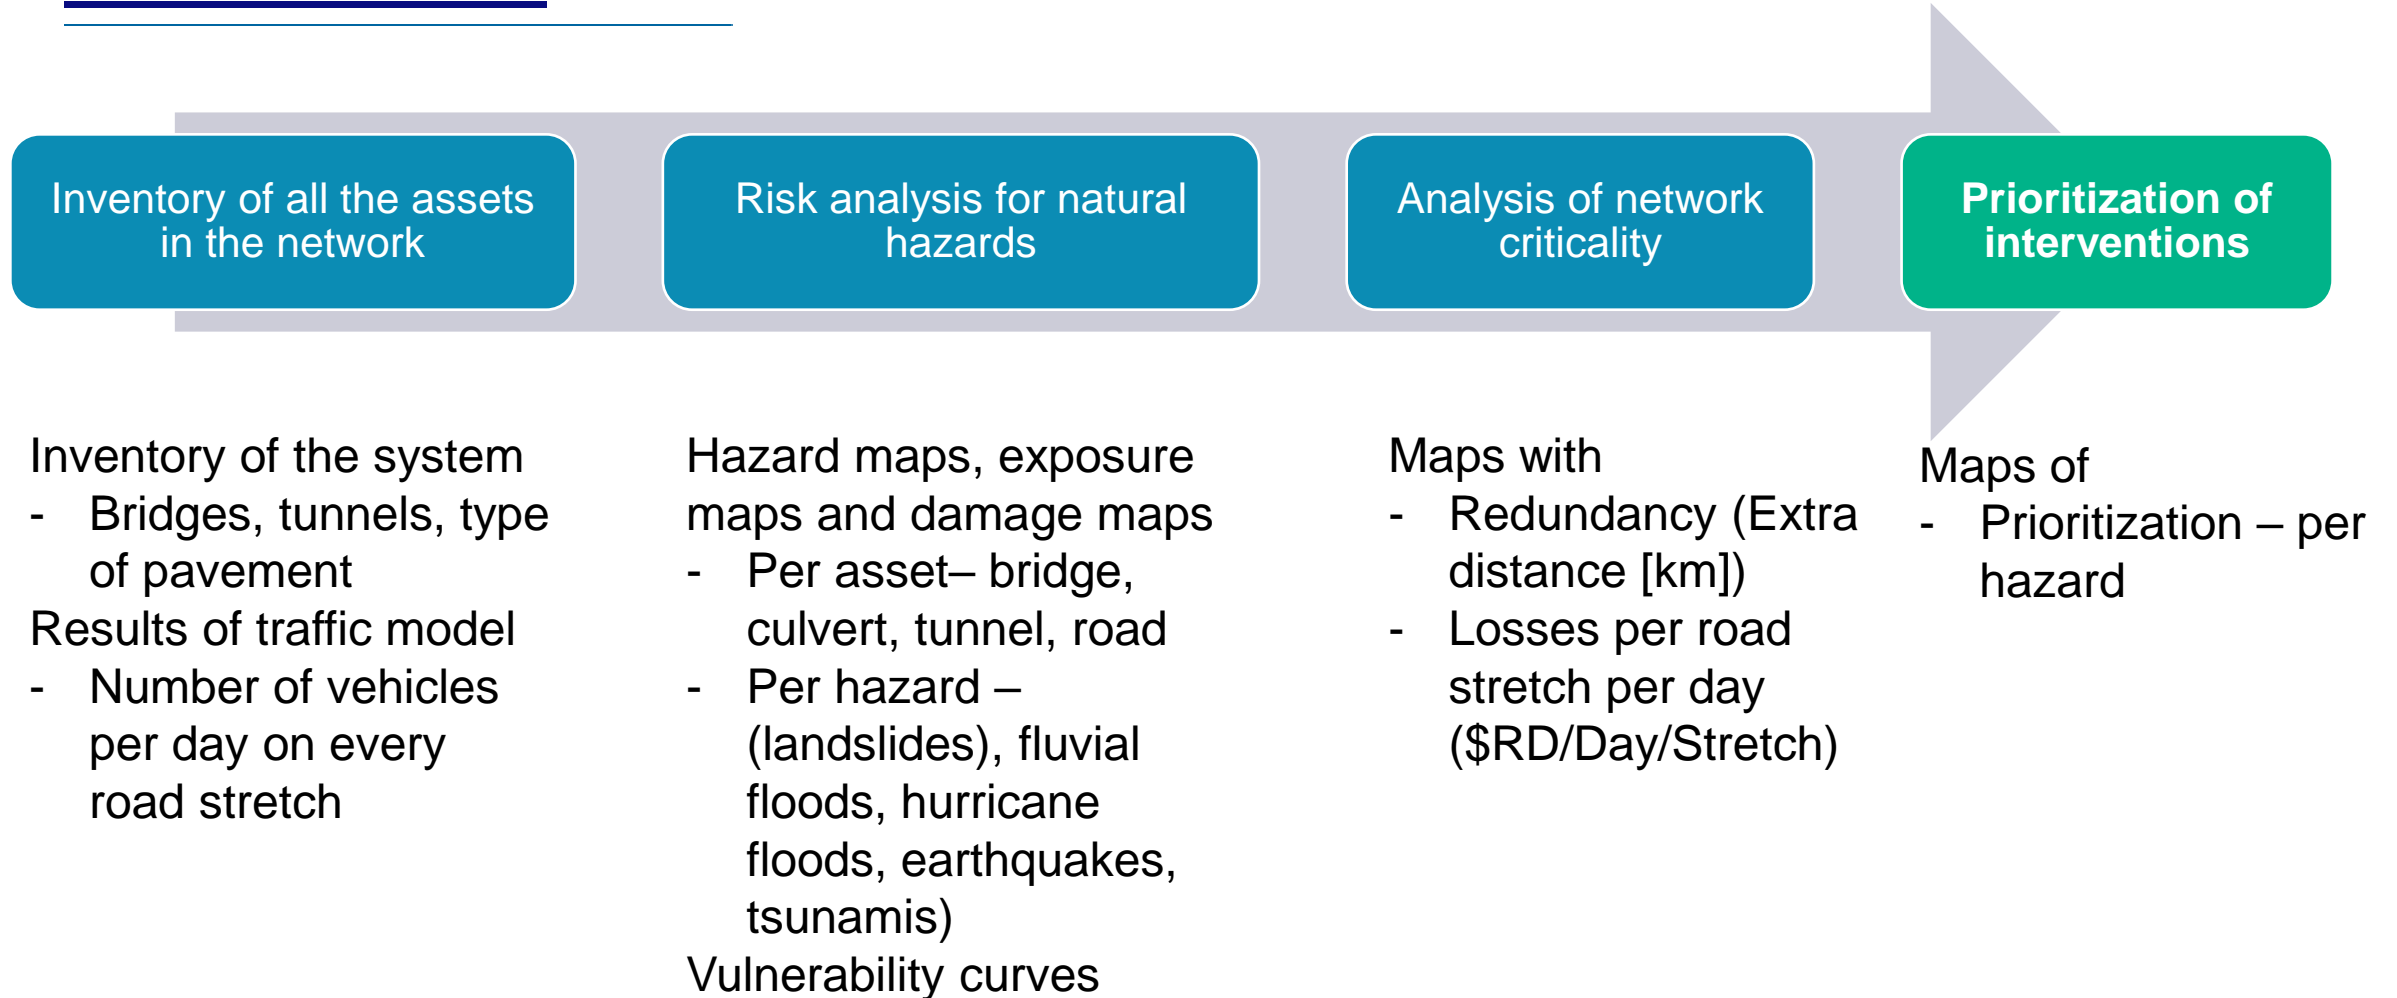 Inventory of all the assets
in the network
Risk analysis for natural
hazards
Analysis of network
criticality
Prioritization of
interventions
Inventory of the system
- Bridges, tunnels, type
of pavement
Results of traffic model
- Number of vehicles
per day on every
road stretch
Hazard maps, exposure
maps and damage maps
- Per asset– bridge,
culvert, tunnel, road
- Per hazard –
(landslides), fluvial
floods, hurricane
floods, earthquakes,
tsunamis)
Vulnerability curves
Maps with
- Redundancy (Extra
distance [km])
- Losses per road
stretch per day
($RD/Day/Stretch)
Maps of
- Prioritization – per
hazard